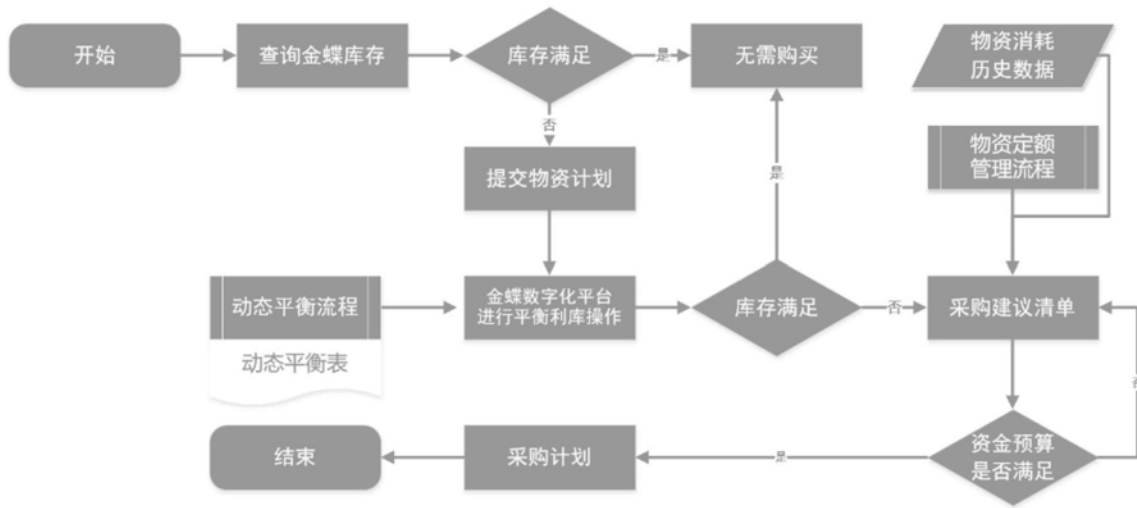 开始
查询金蝶库存
库存满足
是
无需购买
物资消耗
历史数据
否
物资定额
管理流程
提交物资计划
是
动态平衡流程
金蝶数字化平台
进行平衡利库操作
库存满足
否
采购建议清单
动态平衡表
否
结束
采购计划
是
资金预算
是否满足